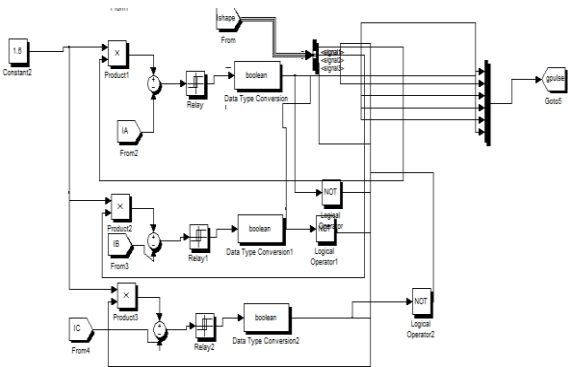 Ishape
From
<signal1>
<signal2>
<signal3>
1.6
Constant2
×
Product1
+
-
Relay
boolean
Data Type Conversion
gpulse
Goto5
IA
From2
NOT
Logical
Operator
×
Product2
IB
From3
+
-
Relay1
boolean
Data Type Conversion1
NOT
Logical
Operator1
×
Product3
IC
From4
+
-
Relay2
boolean
Data Type Conversion2
NOT
Logical
Operator2